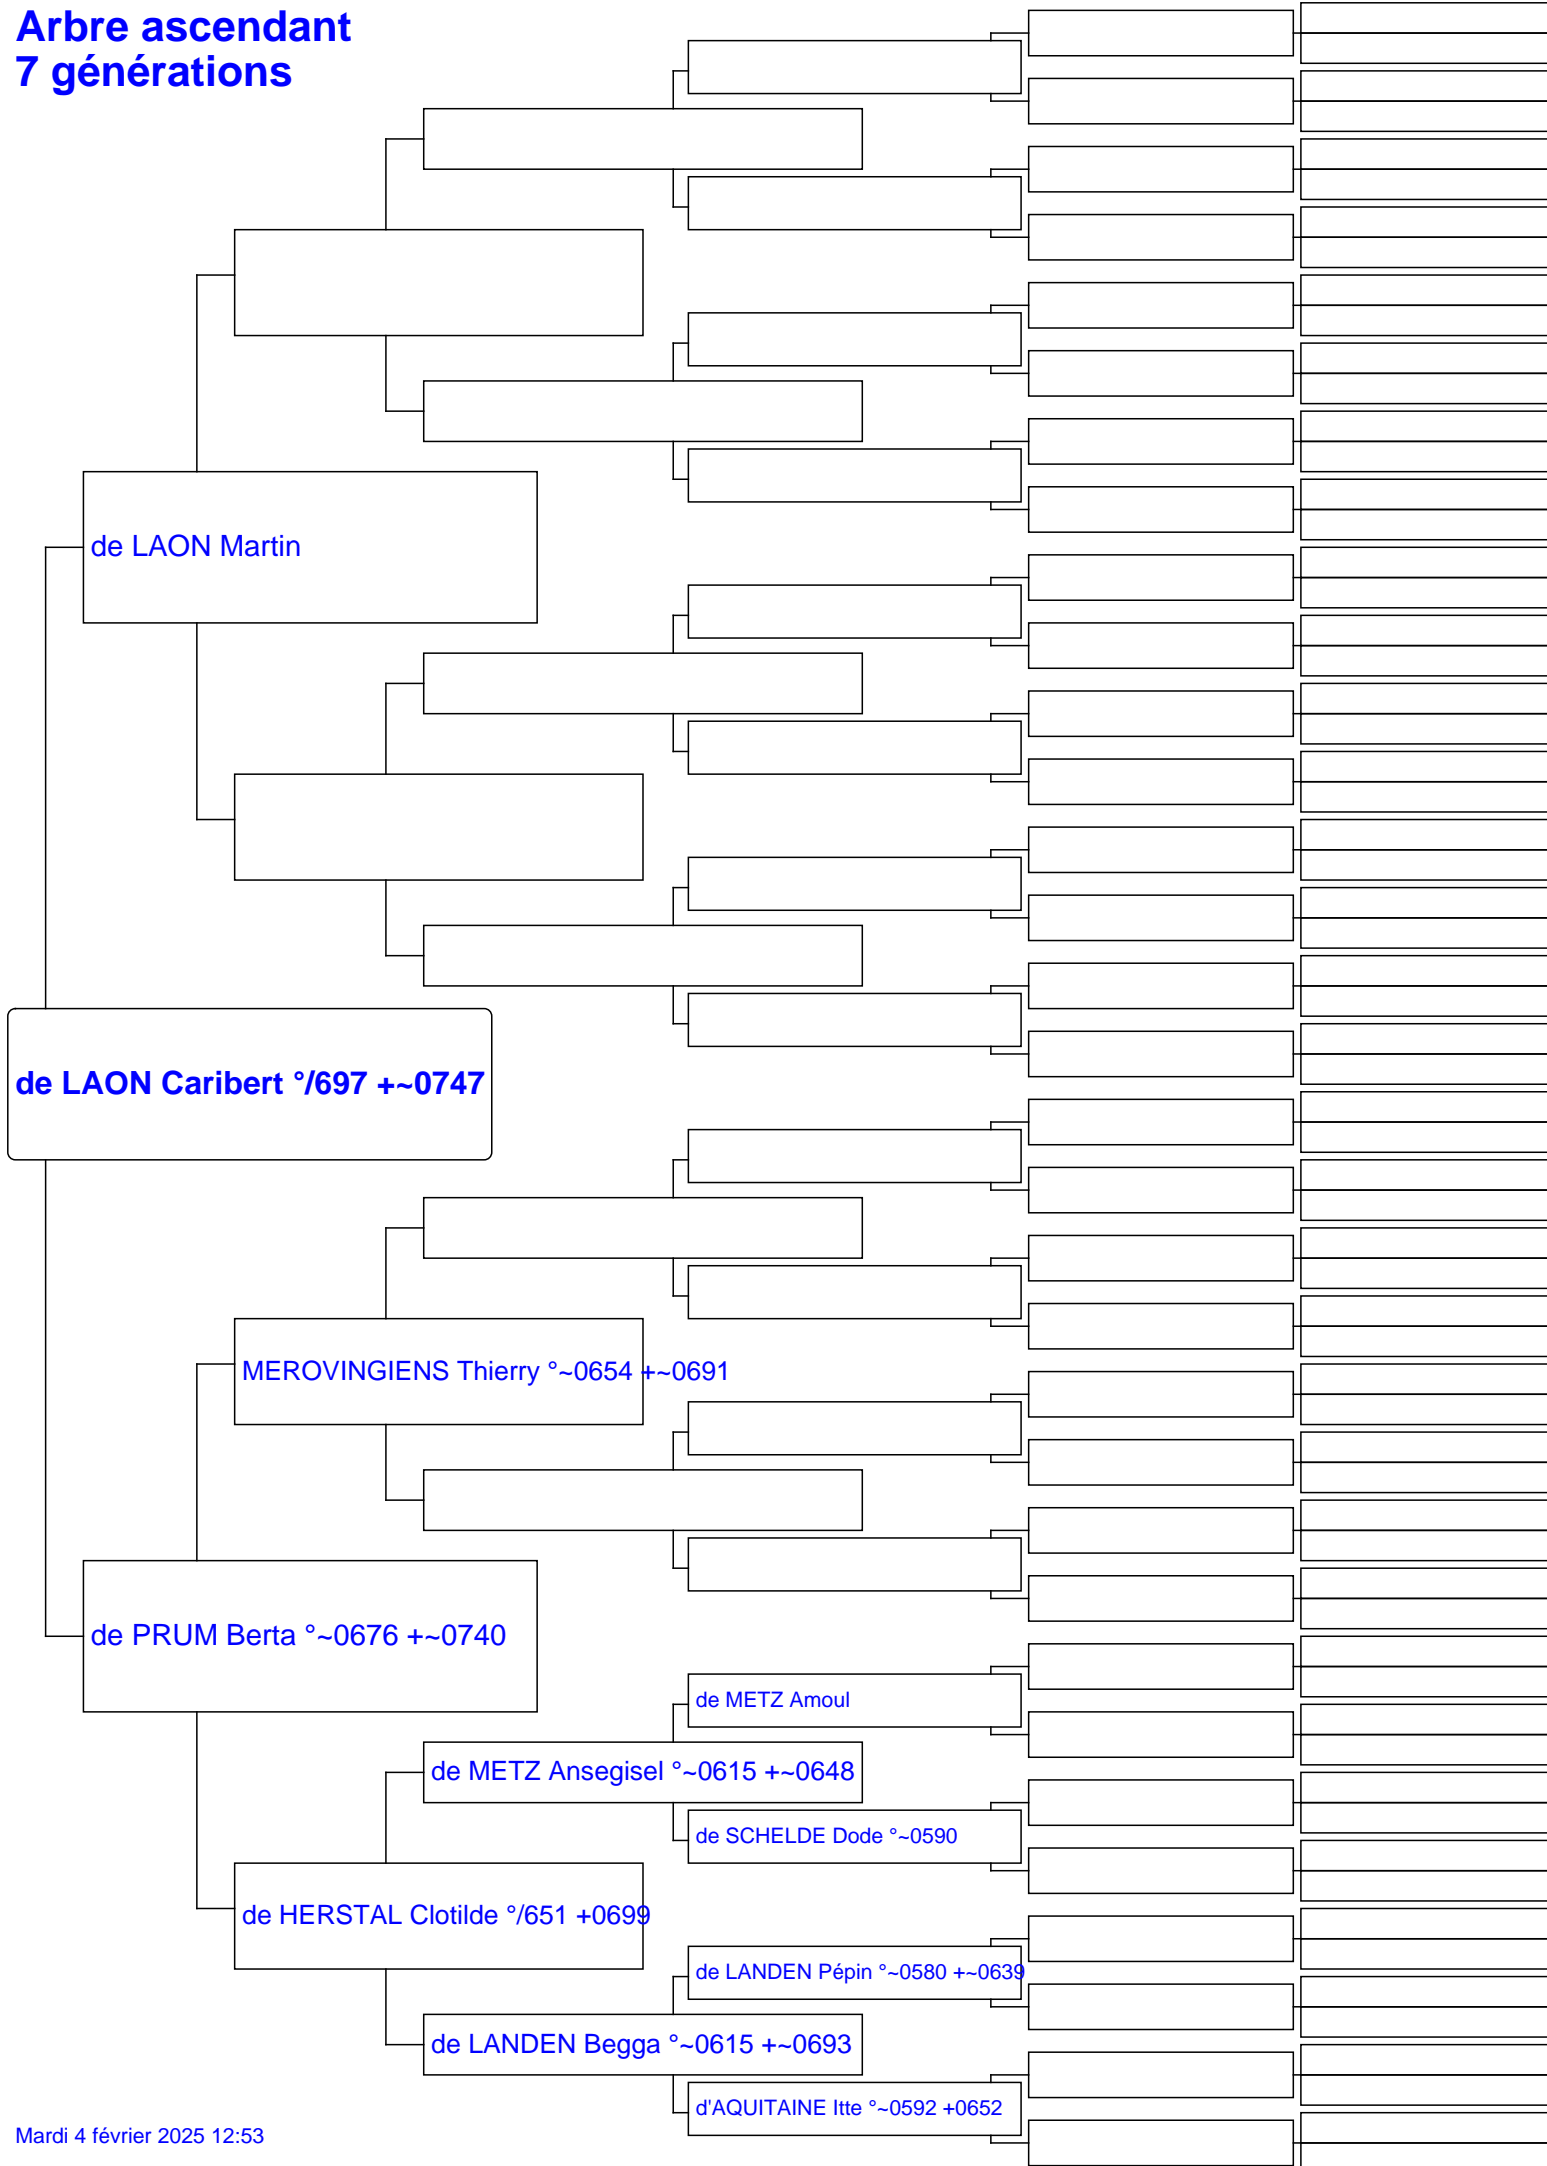 Arbre ascendant
7 générations
de LAON Martin
de LAON Caribert °/697 +~0747
MEROVINGIENS Thierry °~0654 +~0691
de PRUM Berta °~0676 +~0740
de METZ Amoul
de METZ Ansegisel °~0615 +~0648
de SCHELDE Dode °~0590
de HERSTAL Clotilde °/651 +0699
de LANDEN Pépin °~0580 +~0639
de LANDEN Begga °~0615 +~0693
d'AQUITAINE Itte °~0592 +0652
Mardi 4 février 2025 12:53